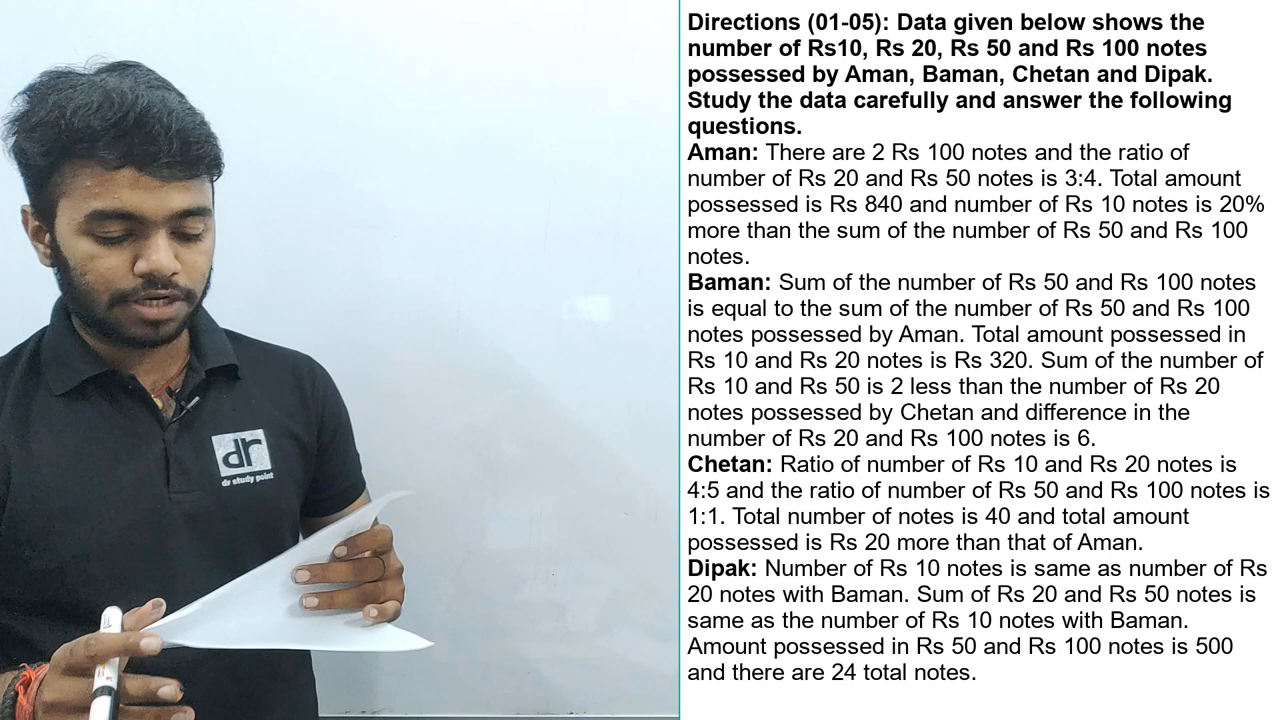 Directions (01-05): Data given below shows the
number of Rs10, Rs 20, Rs 50 and Rs 100 notes
possessed by Aman, Baman, Chetan and Dipak.
Study the data carefully and answer the following
questions.
Aman: There are 2 Rs 100 notes and the ratio of
number of Rs 20 and Rs 50 notes is 3:4. Total amount
possessed is Rs 840 and number of Rs 10 notes is 20%
more than the sum of the number of Rs 50 and Rs 100
notes.
Baman: Sum of the number of Rs 50 and Rs 100 notes
is equal to the sum of the number of Rs 50 and Rs 100
notes possessed by Aman. Total amount possessed in
Rs 10 and Rs 20 notes is Rs 320. Sum of the number of
Rs 10 and Rs 50 is 2 less than the number of Rs 20
notes possessed by Chetan and difference in the
number of Rs 20 and Rs 100 notes is 6.
Chetan: Ratio of number of Rs 10 and Rs 20 notes is
4:5 and the ratio of number of Rs 50 and Rs 100 notes is
1:1. Total number of notes is 40 and total amount
possessed is Rs 20 more than that of Aman.
Dipak: Number of Rs 10 notes is same as number of Rs
20 notes with Baman. Sum of Rs 20 and Rs 50 notes is
same as the number of Rs 10 notes with Baman.
Amount possessed in Rs 50 and Rs 100 notes is 500
and there are 24 total notes.
dr
dr study point